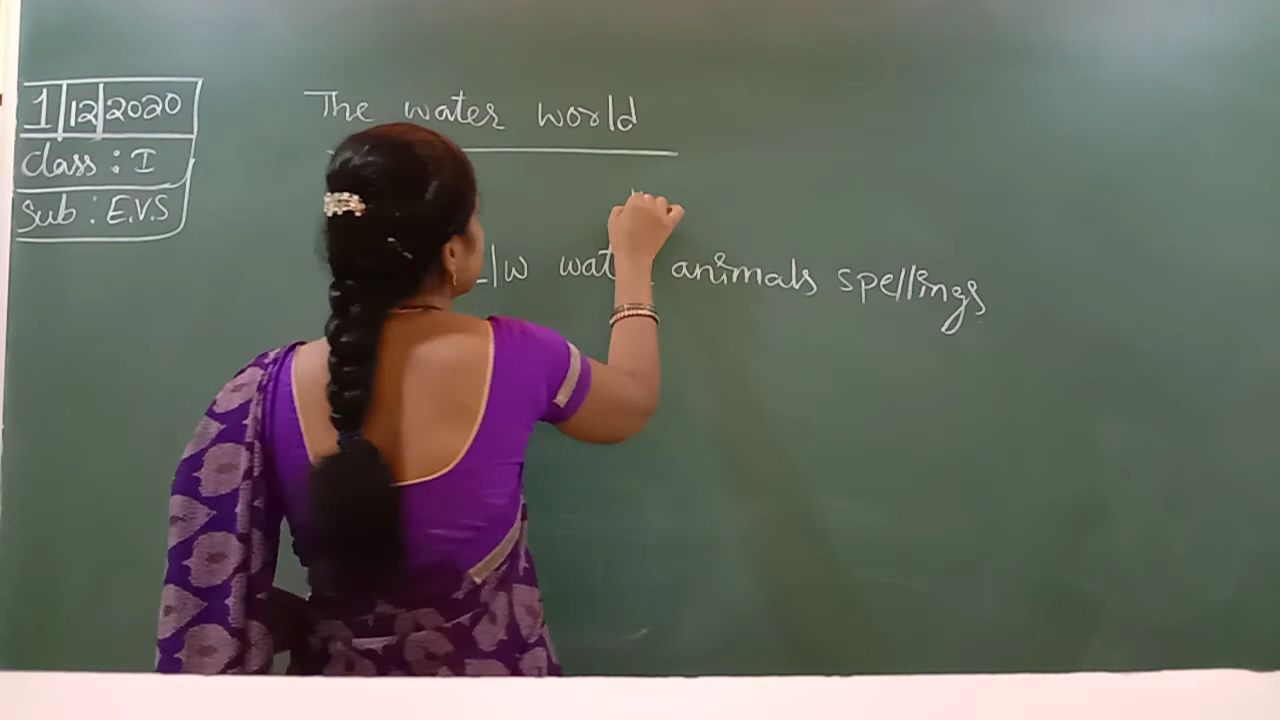 1/12/2020
Class : I
Sub : E.V.S
The water world
animals spellings